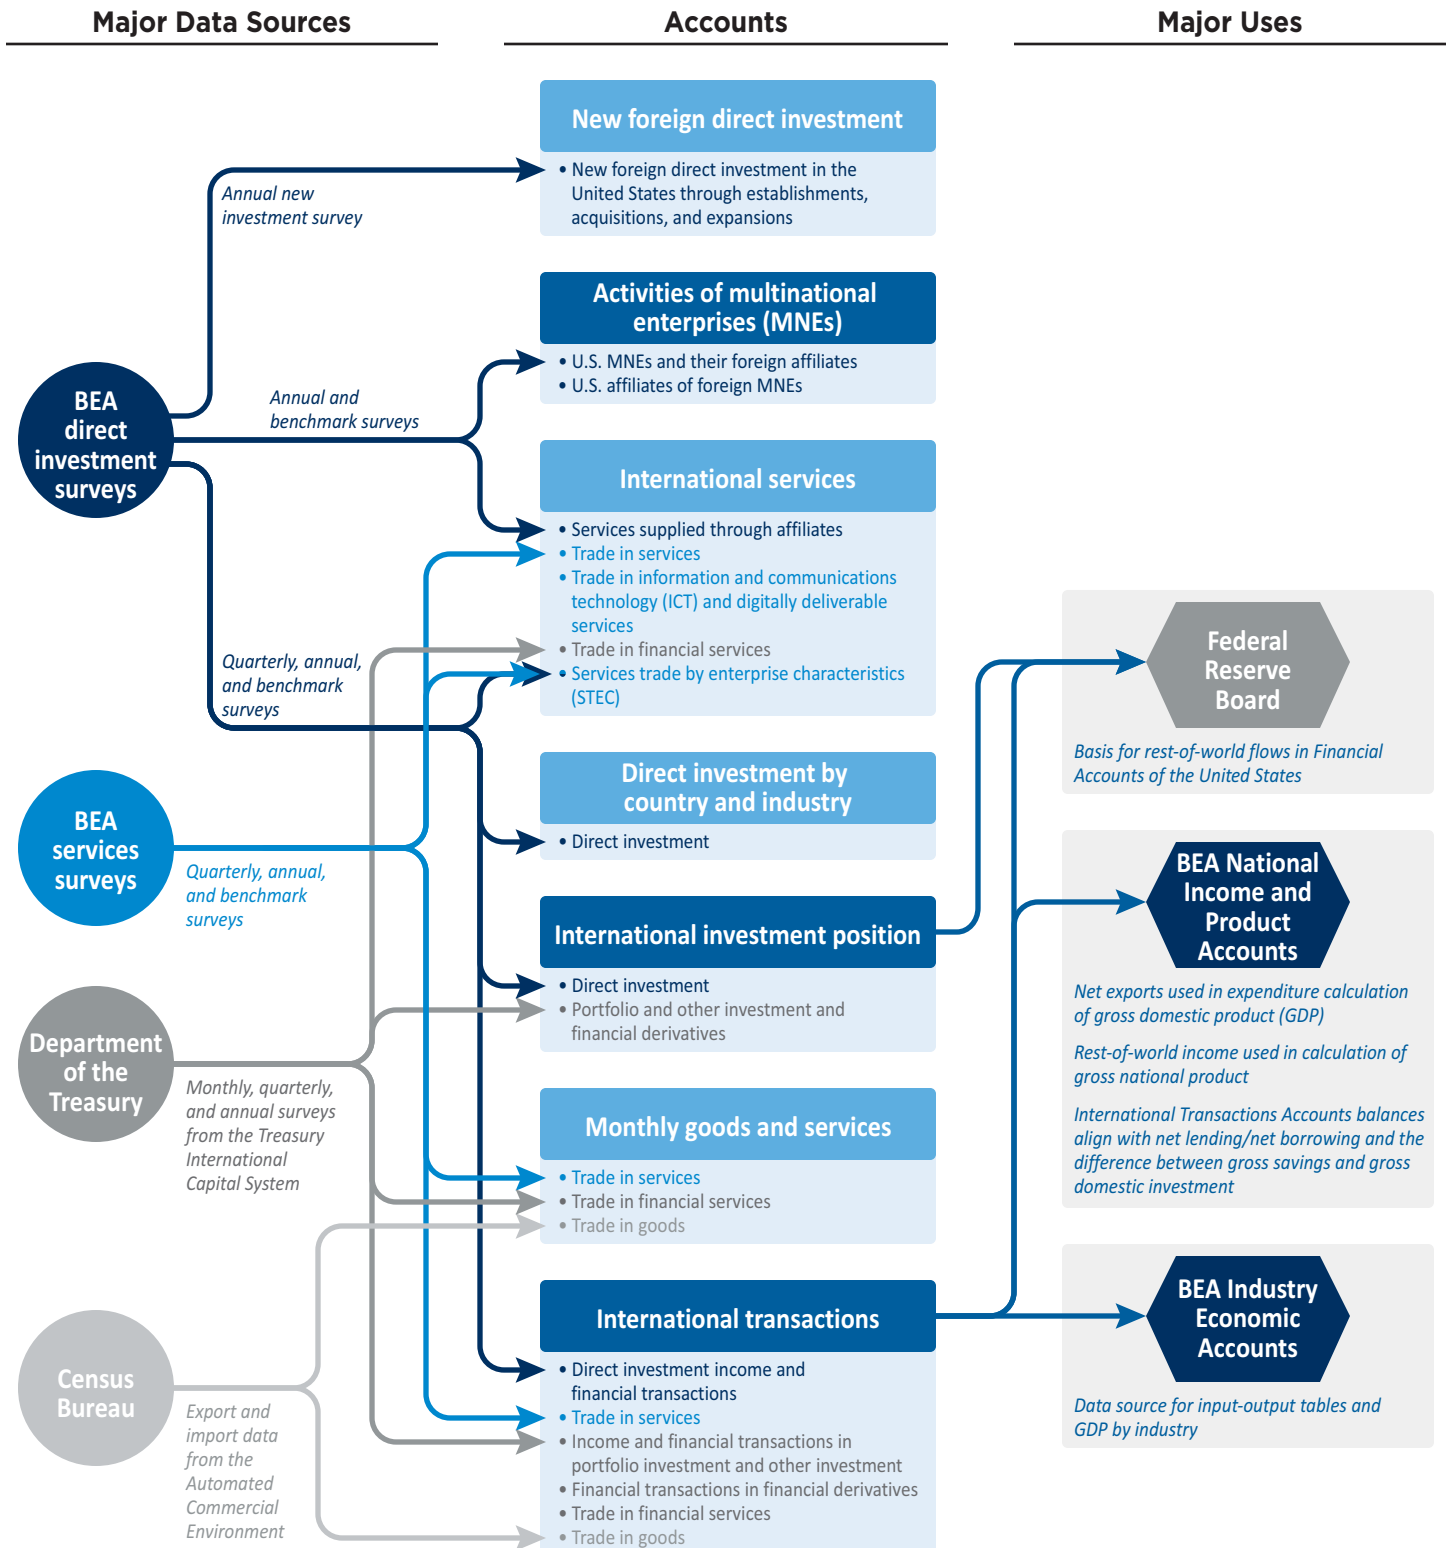 Major Data Sources
Accounts
Major Uses
New foreign direct investment
• New foreign direct investment in the
United States through establishments,
acquisitions, and expansions
Annual new
investment survey
Activities of multinational
enterprises (MNEs)
• U.S. MNEs and their foreign affiliates
• U.S. affiliates of foreign MNEs
BEA
direct
investment
surveys
Annual and
benchmark surveys
International services
• Services supplied through affiliates
• Trade in services
• Trade in information and communications
technology (ICT) and digitally deliverable
services
• Trade in financial services
• Services trade by enterprise characteristics
(STEC)
Quarterly, annual,
and benchmark
surveys
Federal
Reserve
Board
Basis for rest-of-world flows in Financial
Accounts of the United States
Direct investment by
country and industry
• Direct investment
BEA
services
surveys
Quarterly, annual,
and benchmark
surveys
BEA National
Income and
Product
Accounts
Net exports used in expenditure calculation
of gross domestic product (GDP)
Rest-of-world income used in calculation of
gross national product
International Transactions Accounts balances
align with net lending/net borrowing and the
difference between gross savings and gross
domestic investment
International investment position
• Direct investment
• Portfolio and other investment and
financial derivatives
Department
of the
Treasury
Monthly, quarterly,
and annual surveys
from the Treasury
International
Capital System
Monthly goods and services
• Trade in services
• Trade in financial services
• Trade in goods
International transactions
• Direct investment income and
financial transactions
• Trade in services
• Income and financial transactions in
portfolio investment and other investment
• Financial transactions in financial derivatives
• Trade in financial services
• Trade in goods
BEA Industry
Economic
Accounts
Data source for input-output tables and
GDP by industry
Census
Bureau
Export and
import data
from the
Automated
Commercial
Environment